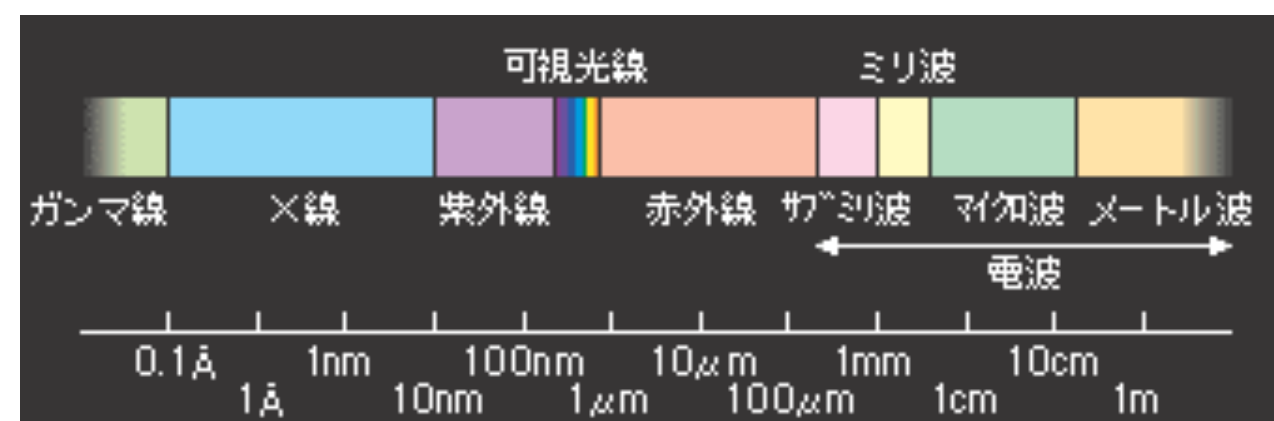 可視光線 ミリ波
ガンマ線 X線 紫外線 赤外線 サブミリ波 マイクロ波 メートル波
電波
0.1Å 1nm 100nm 10μm 1mm 10cm
1Å 10nm 1μm 100μm 1cm 1m